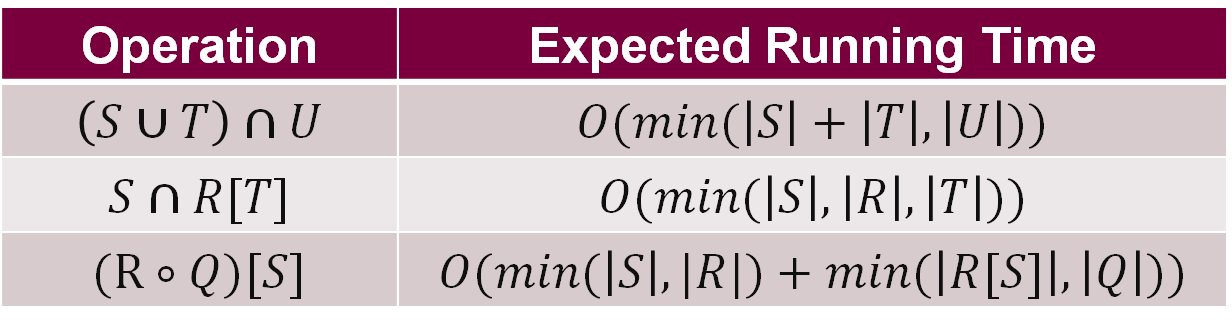 Operation Expected Running Time
(S ∪ T) ∩ U O(min(|S| + |T|, |U|))
S ∩ R[T] O(min(|S|, |R|, |T|))
(R ∘ Q)[S] O(min(|S|, |R|) + min(|R[S]|, |Q|))